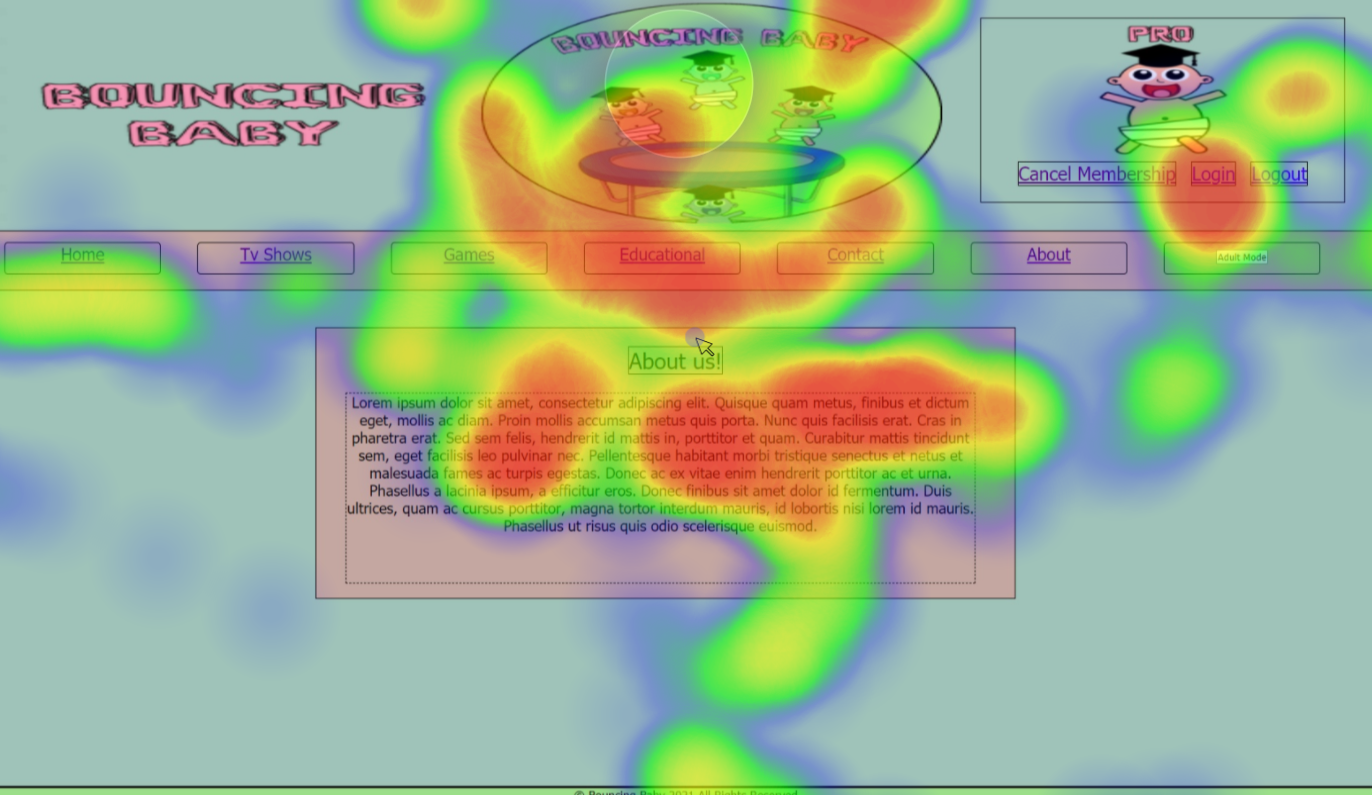 BOUNCING
BABY
BOUNCING BABY
PRO
Cancel Membership Login Logout
Home Tv Shows Games Educational Contact About Adult Mode
About us!
Lorem ipsum dolor sit amet, consectetur adipiscing elit. Quisque quam metus, finibus et dictum
eget, mollis ac diam. Proin mollis accumsan metus quis porta. Nunc quis facilisis erat. Cras in
pharetra erat. Sed sem felis, hendrerit id mattis in, porttitor et quam. Curabitur mattis tincidunt
sem, eget facilisis leo pulvinar nec. Pellentesque habitant morbi tristique senectus et netus et
malesuada fames ac turpis egestas. Donec ac ex vitae enim hendrerit porttitor ac et urna.
Phasellus a lacinia ipsum, a efficitur eros. Donec finibus sit amet dolor id fermentum. Duis
ultrices, quam ac cursus porttitor, magna tortor interdum mauris, id lobortis nisi lorem id mauris.
Phasellus ut risus quis odio scelerisque euismod.
© Bouncing Baby 2021 All Rights Reserved